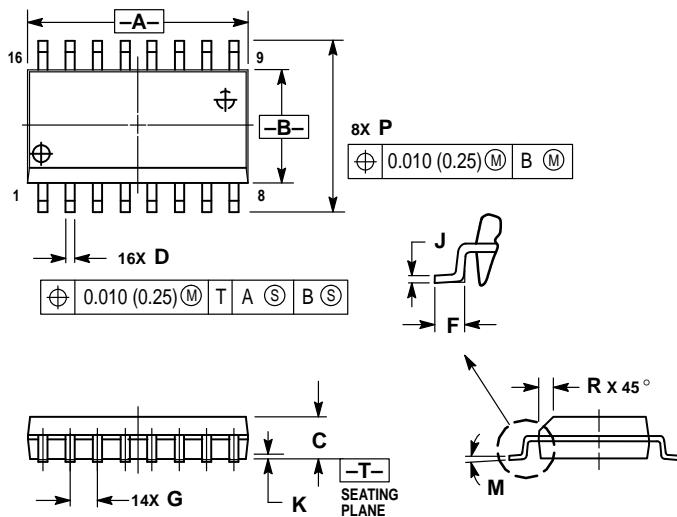 –A–
16
9
–B–
8X P
⌖ 0.010 (0.25) Ⓜ B Ⓜ
1
8
16X D
⌖ 0.010 (0.25) Ⓜ T A Ⓢ B Ⓢ
J
F
R X 45°
C
–T–
SEATING
PLANE
14X G
K
M